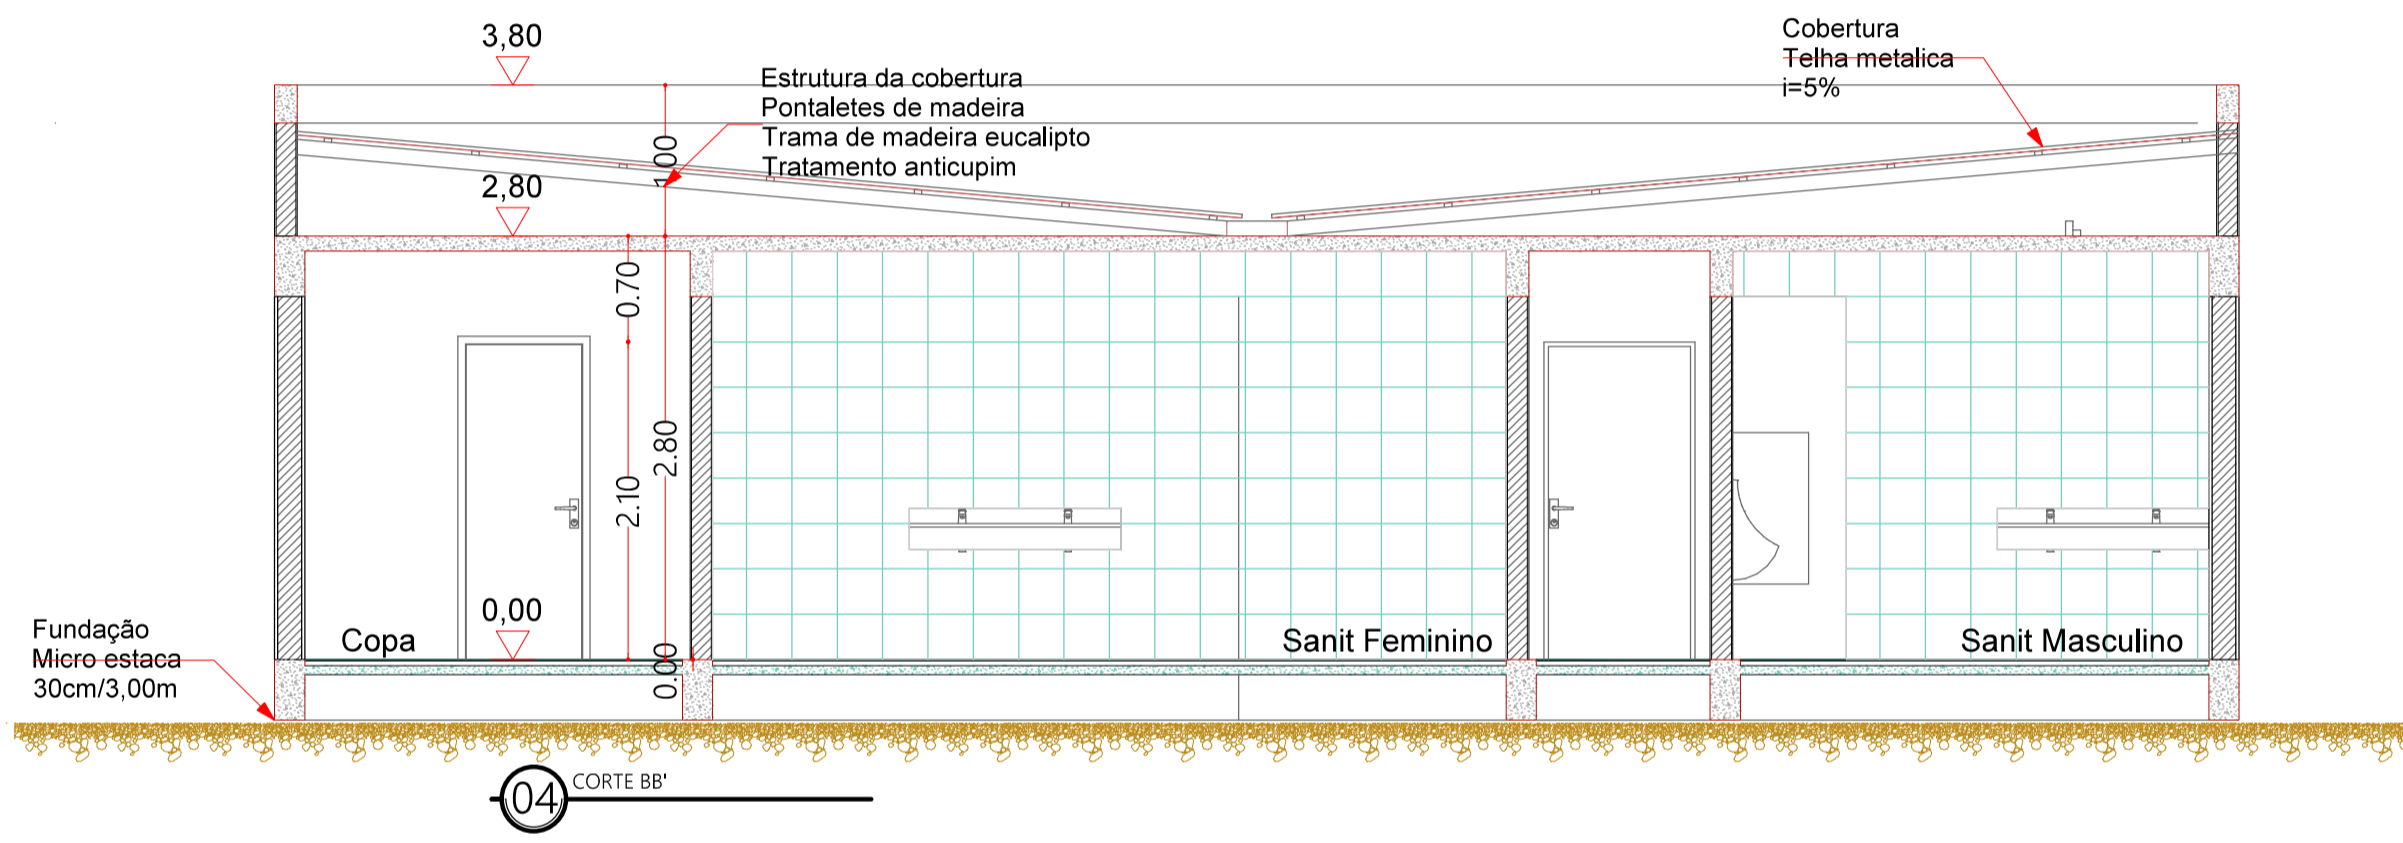 3,80
Estrutura da cobertura
Pontaletes de madeira
Trama de madeira eucalipto
Tratamento anticupim
Cobertura
Telha metalica
i=5%
1.00
2,80
0.70
2.80
2.10
0,00
0.00
Copa
Sanit Feminino
Sanit Masculino
Fundação
Micro estaca
30cm/3,00m
04
CORTE BB'